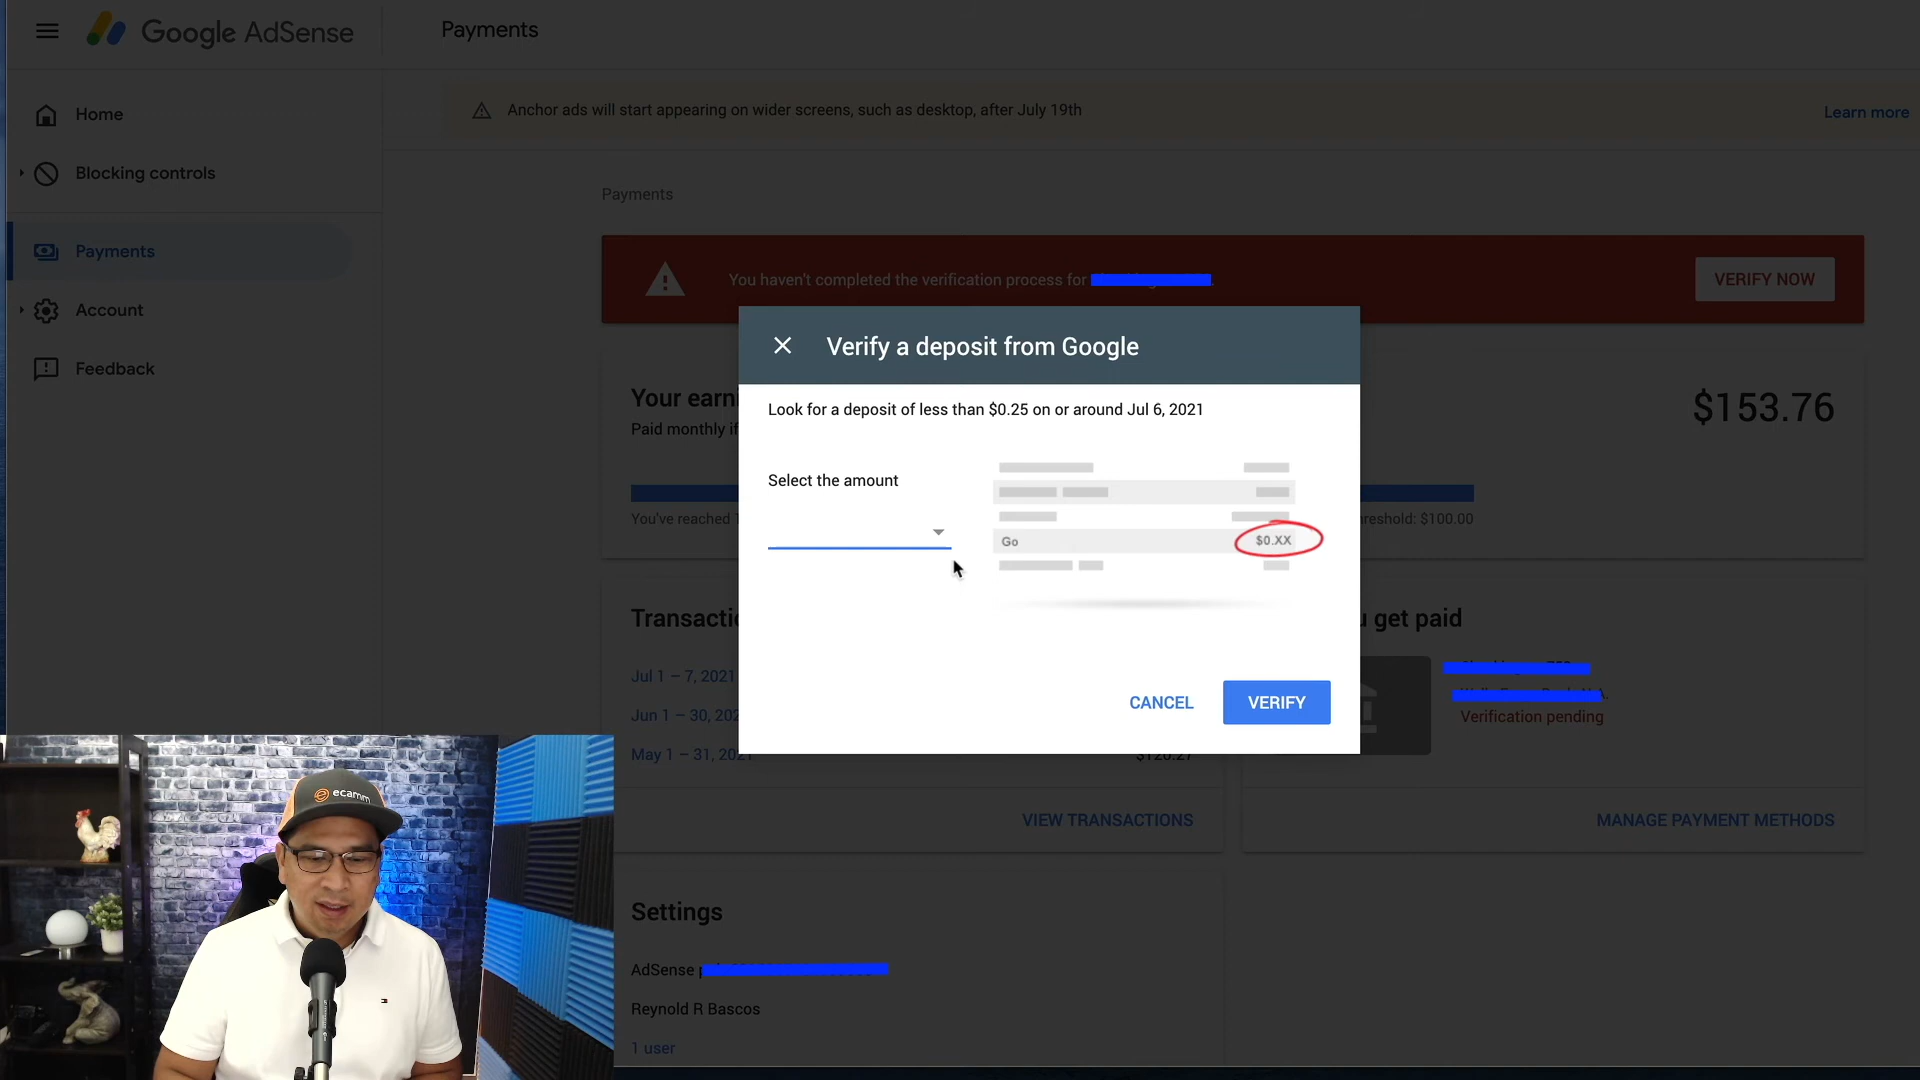 Google AdSense
Payments
Home
Blocking controls
Payments
Account
Feedback
Anchor ads will start appearing on wider screens, such as desktop, after July 19th
Learn more
Payments
You haven't completed the verification process for
VERIFY NOW
Verify a deposit from Google
Look for a deposit of less than $0.25 on or around Jul 6, 2021
Select the amount
Go
$0.XX
CANCEL
VERIFY
Your
$153.76
Paid monthly
You've reached
$100.00
Jul 1 – 7, 2021
Jun 1 – 30,
May 1 – 31,
VIEW TRANSACTIONS
get paid
Verification pending
MANAGE PAYMENT METHODS
Settings
AdSense
Reynold R Bascos
1 user
ecamm